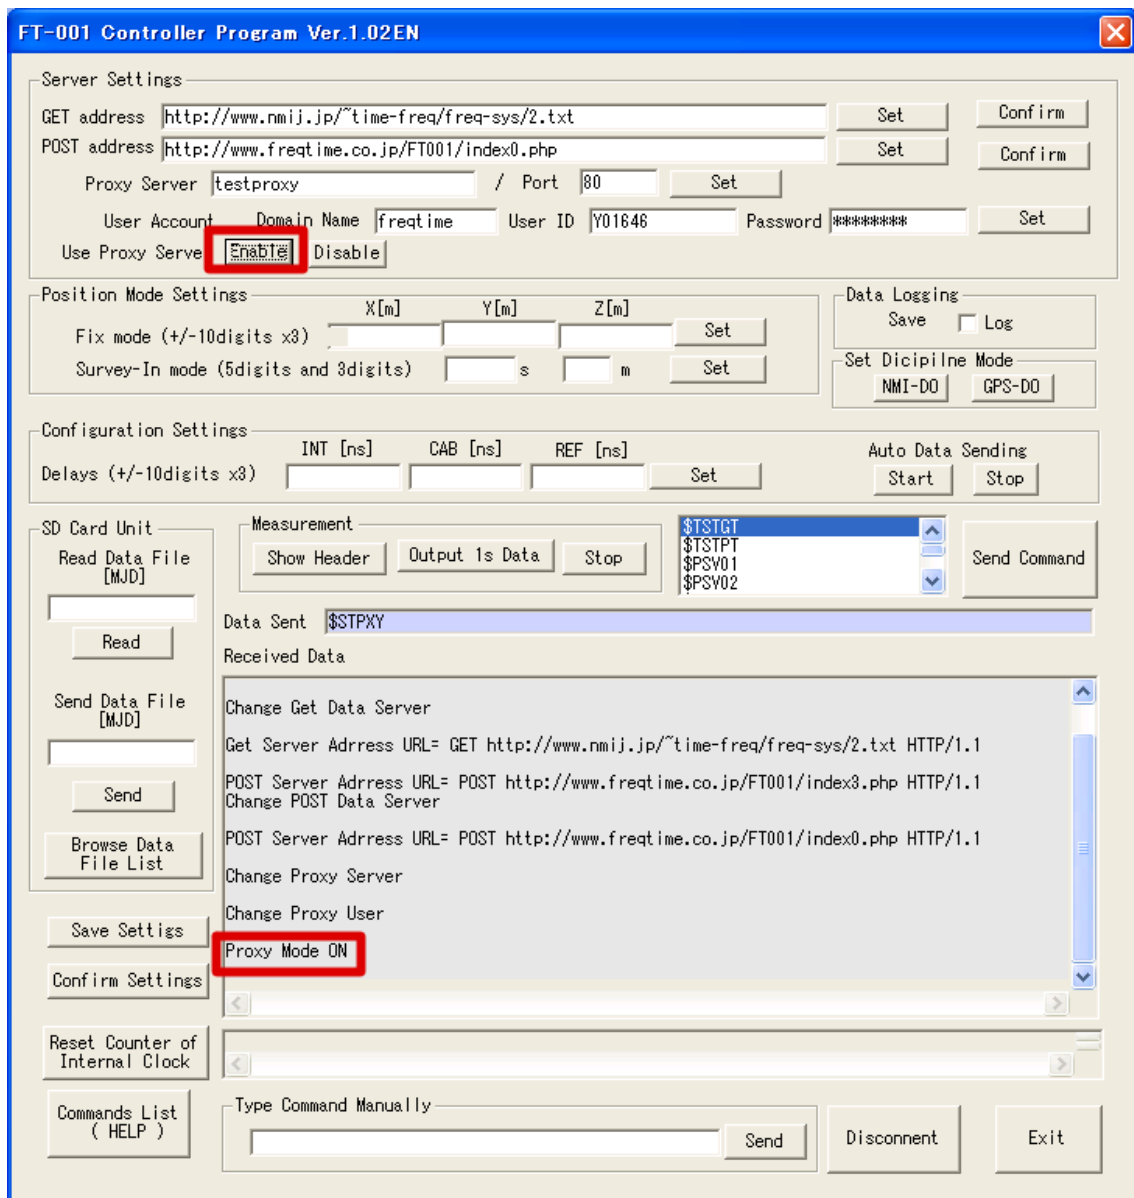 FT-001 Controller Program Ver.1.02EN
Server Settings
GET address http://www.nmij.jp/~time-freq/freq-sys/2.txt Set Confirm
POST address http://www.freqtime.co.jp/FT001/index0.php Set Confirm
Proxy Server testproxy / Port 80 Set
User Account Domain Name freqtime User ID Y01646 Password ******** Set
Use Proxy Serve Enable Disable
Position Mode Settings
X[m] Y[m] Z[m]
Fix mode (+/-10digits x3) Set
Survey-In mode (5digits and 3digits) s m Set
Data Logging
Save Log
Set Dicipilne Mode
NMI-DO GPS-DO
Configuration Settings
INT [ns] CAB [ns] REF [ns]
Delays (+/-10digits x3) Set
Auto Data Sending
Start Stop
SD Card Unit
Read Data File
[MJD]
Read
Send Data File
[MJD]
Send
Browse Data
File List
Measurement
Show Header Output 1s Data Stop
$TSTGT
$TSTPT
$PSV01
$PSV02
Send Command
Data Sent $STPXY
Received Data
Change Get Data Server
Get Server Adrress URL= GET http://www.nmij.jp/~time-freq/freq-sys/2.txt HTTP/1.1
POST Server Adrress URL= POST http://www.freqtime.co.jp/FT001/index3.php HTTP/1.1
Change POST Data Server
POST Server Adrress URL= POST http://www.freqtime.co.jp/FT001/index0.php HTTP/1.1
Change Proxy Server
Change Proxy User
Proxy Mode ON
Save Settigs
Confirm Settings
Reset Counter of
Internal Clock
Commands List
( HELP )
Type Command Manually
Send
Disconnent
Exit